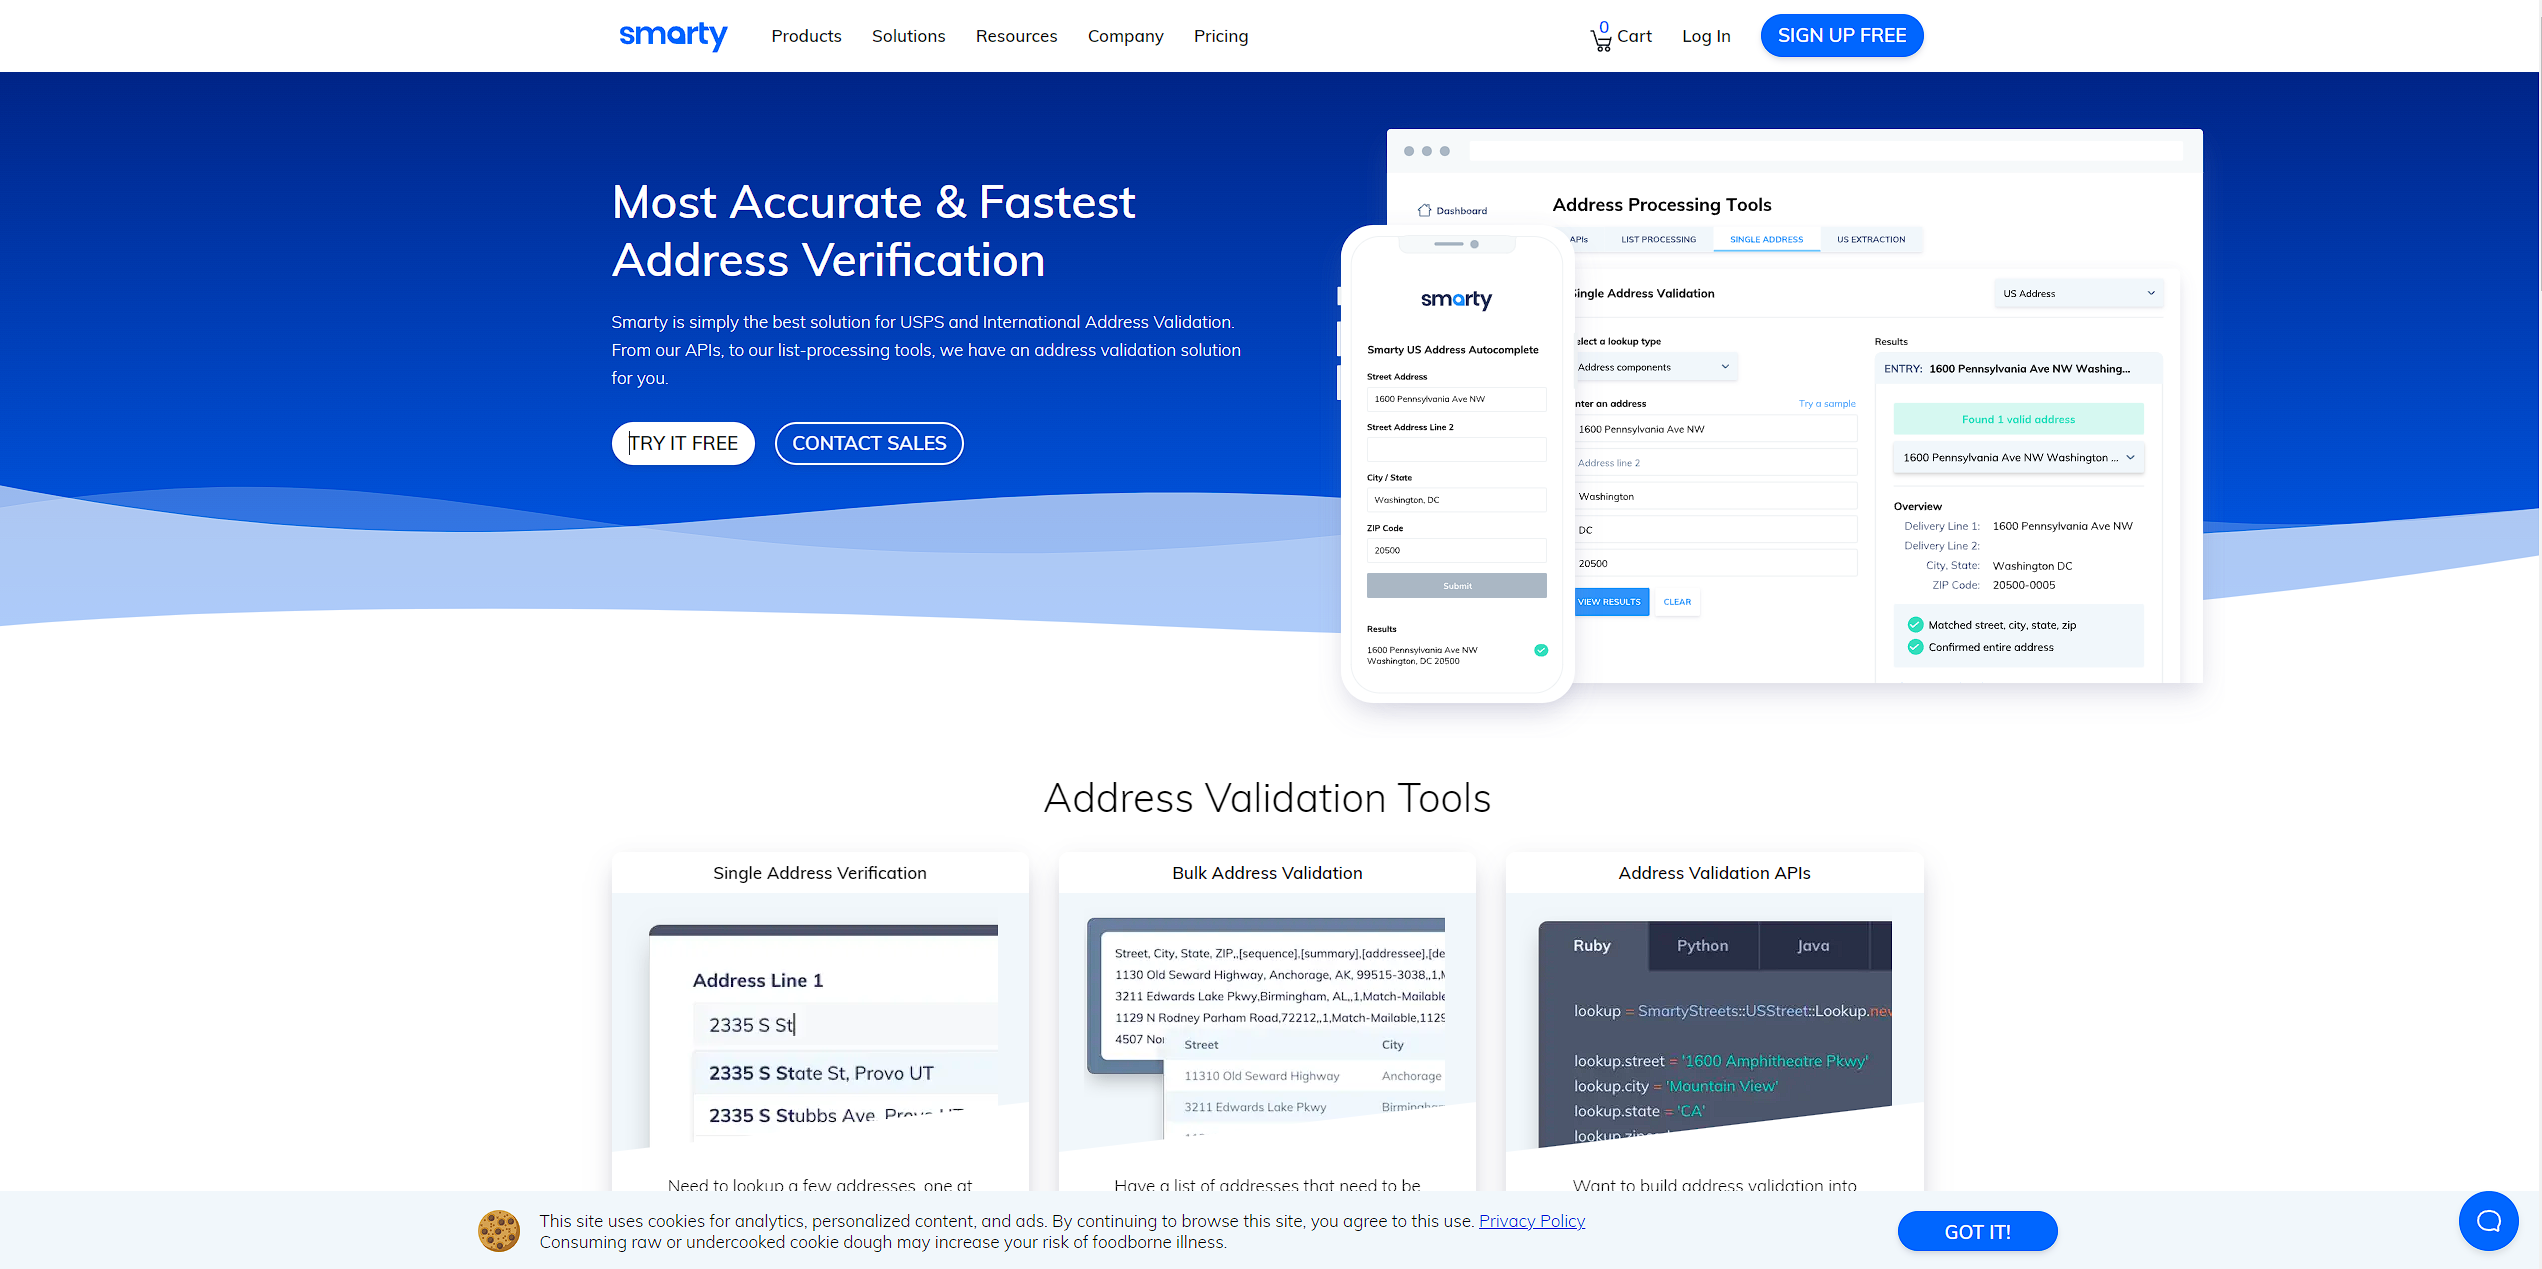 smarty
Products
Solutions
Resources
Company
Pricing
0
Cart
Log In
SIGN UP FREE
Most Accurate & Fastest
Address Verification
Smarty is simply the best solution for USPS and International Address Validation.
From our APIs, to our list-processing tools, we have an address validation solution
for you.
TRY IT FREE
CONTACT SALES
Dashboard
Address Processing Tools
APIs
LIST PROCESSING
SINGLE ADDRESS
US EXTRACTION
ingle Address Validation
US Address
elect a lookup type
Address components
nter an address
Try a sample
1600 Pennsylvania Ave NW
Address line 2
Washington
DC
20500
VIEW RESULTS
CLEAR
Results
ENTRY: 1600 Pennsylvania Ave NW Washing...
Found 1 valid address
1600 Pennsylvania Ave NW Washington ...
Overview
Delivery Line 1: 1600 Pennsylvania Ave NW
Delivery Line 2:
City, State: Washington DC
ZIP Code: 20500-0005
Matched street, city, state, zip
Confirmed entire address
smarty
Smarty US Address Autocomplete
Street Address
1600 Pennsylvania Ave NW
Street Address Line 2
City / State
Washington, DC
ZIP Code
20500
Submit
Results
1600 Pennsylvania Ave NW
Washington, DC 20500
Address Validation Tools
Single Address Verification
Address Line 1
2335 S St
2335 S State St, Provo UT
2335 S Stubbs Ave, Provo UT
Need to lookup a few addresses, one at
Bulk Address Validation
Street, City, State, ZIP,,[sequence],[summary],[addressee],[de
1130 Old Seward Highway, Anchorage, AK, 99515-3038,,1,M
3211 Edwards Lake Pkwy,Birmingham, AL,,1,Match-Mailable
1129 N Rodney Parham Road,72212,,1,Match-Mailable,1129
4507 Nor
Street City
11310 Old Seward Highway Anchorage
3211 Edwards Lake Pkwy Birmingham
Have a list of addresses that need to be
Address Validation APIs
Ruby
Python
Java
lookup = SmartyStreets::USStreet::Lookup.new
lookup.street = '1600 Amphitheatre Pkwy'
lookup.city = 'Mountain View'
lookup.state = 'CA'
Want to build address validation into
This site uses cookies for analytics, personalized content, and ads. By continuing to browse this site, you agree to this use. Privacy Policy
Consuming raw or undercooked cookie dough may increase your risk of foodborne illness.
GOT IT!